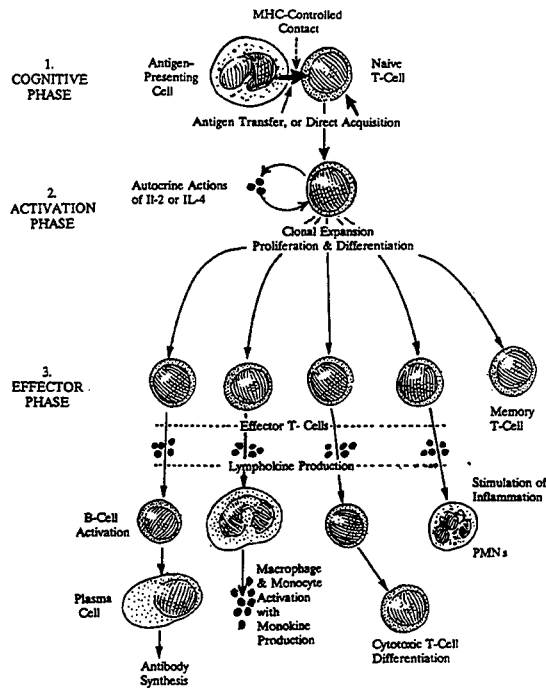 MHC-Controlled
Contact
1.
COGNITIVE
PHASE
Antigen-
Presenting
Cell
Naive
T-Cell
Antigen Transfer, or Direct Acquisition
2.
ACTIVATION
PHASE
Autocrine Actions
of Il-2 or IL-4
Clonal Expansion
Proliferation & Differentiation
3.
EFFECTOR
PHASE
Memory
T-Cell
Effector T- Cells
Lymphokine Production
Stimulation of
Inflammation
B-Cell
Activation
PMNs
Macrophage
& Monocyte
Activation
with
Monokine
Production
Plasma
Cell
Cytotoxic T-Cell
Differentiation
Antibody
Synthesis